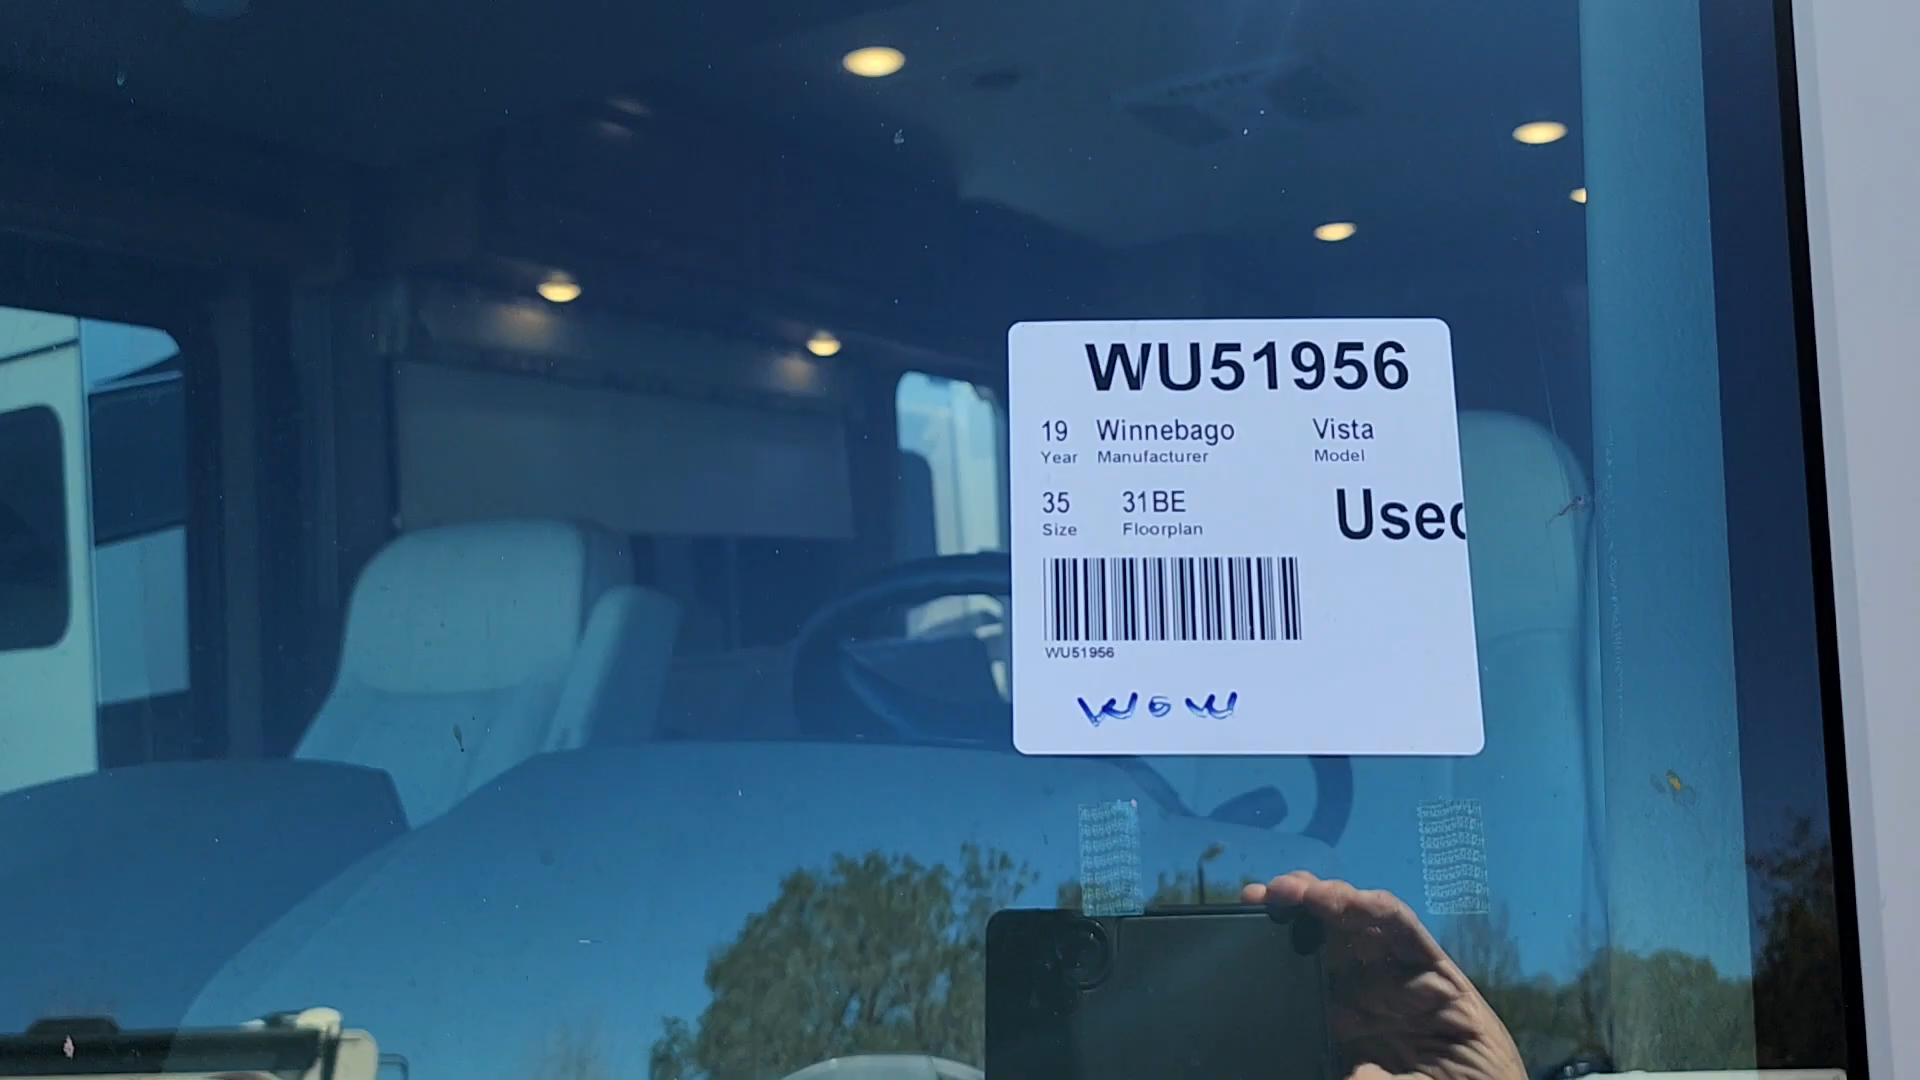 WU51956
19 Winnebago Vista
Year Manufacturer Model
35 31BE Used
Size Floorplan
WU51956
wow